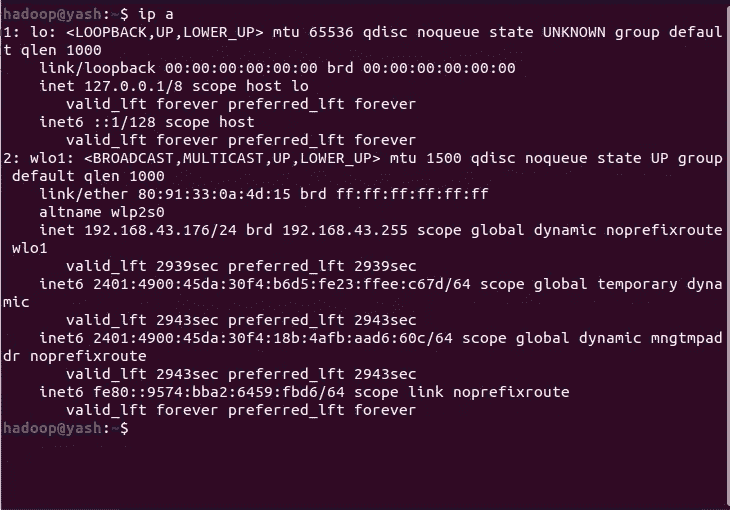 hadoop@yash:~$ ip a
1: lo: <LOOPBACK,UP,LOWER_UP> mtu 65536 qdisc noqueue state UNKNOWN group defaul
t qlen 1000
    link/loopback 00:00:00:00:00:00 brd 00:00:00:00:00:00
    inet 127.0.0.1/8 scope host lo
       valid_lft forever preferred_lft forever
    inet6 ::1/128 scope host
       valid_lft forever preferred_lft forever
2: wlo1: <BROADCAST,MULTICAST,UP,LOWER_UP> mtu 1500 qdisc noqueue state UP group
 default qlen 1000
    link/ether 80:91:33:0a:4d:15 brd ff:ff:ff:ff:ff:ff
    altname wlp2s0
    inet 192.168.43.176/24 brd 192.168.43.255 scope global dynamic noprefixroute
 wlo1
       valid_lft 2939sec preferred_lft 2939sec
    inet6 2401:4900:45da:30f4:b6d5:fe23:ffee:c67d/64 scope global temporary dyna
mic
       valid_lft 2943sec preferred_lft 2943sec
    inet6 2401:4900:45da:30f4:18b:4afb:aad6:60c/64 scope global dynamic mngtmpad
dr noprefixroute
       valid_lft 2943sec preferred_lft 2943sec
    inet6 fe80::9574:bba2:6459:fbd6/64 scope link noprefixroute
       valid_lft forever preferred_lft forever
hadoop@yash:~$